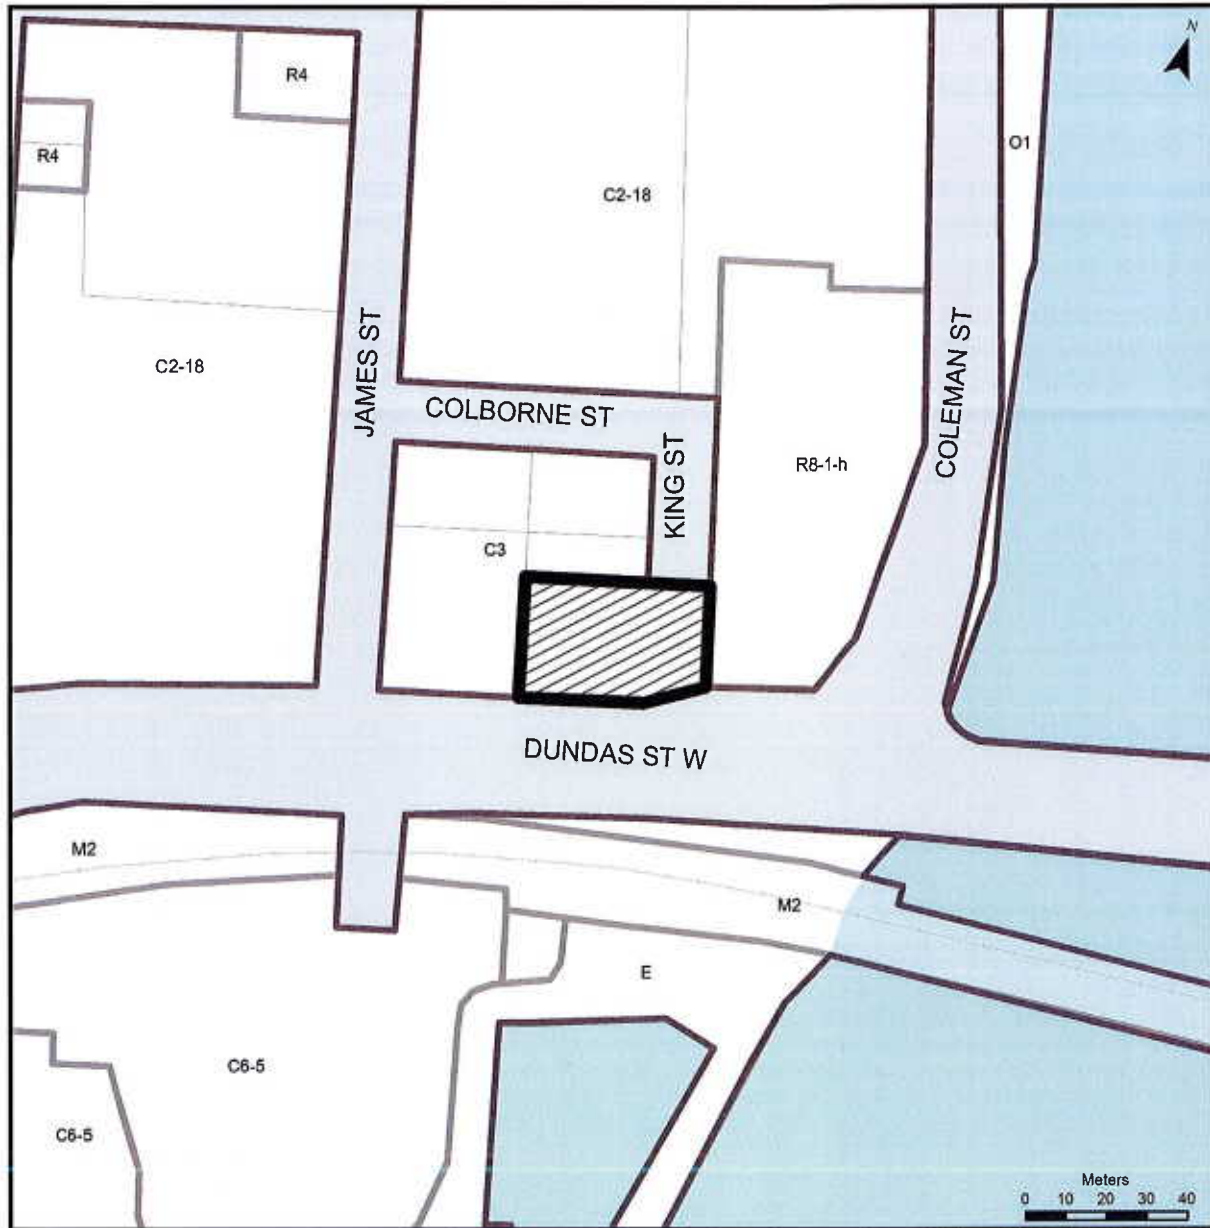 N
R4
O1
R4
C2-18
C2-18
JAMES ST
COLBORNE ST
COLEMAN ST
KING ST
R8-1-h
C3
DUNDAS ST W
M2
M2
E
C6-5
C6-5
Meters
0 10 20 30 40